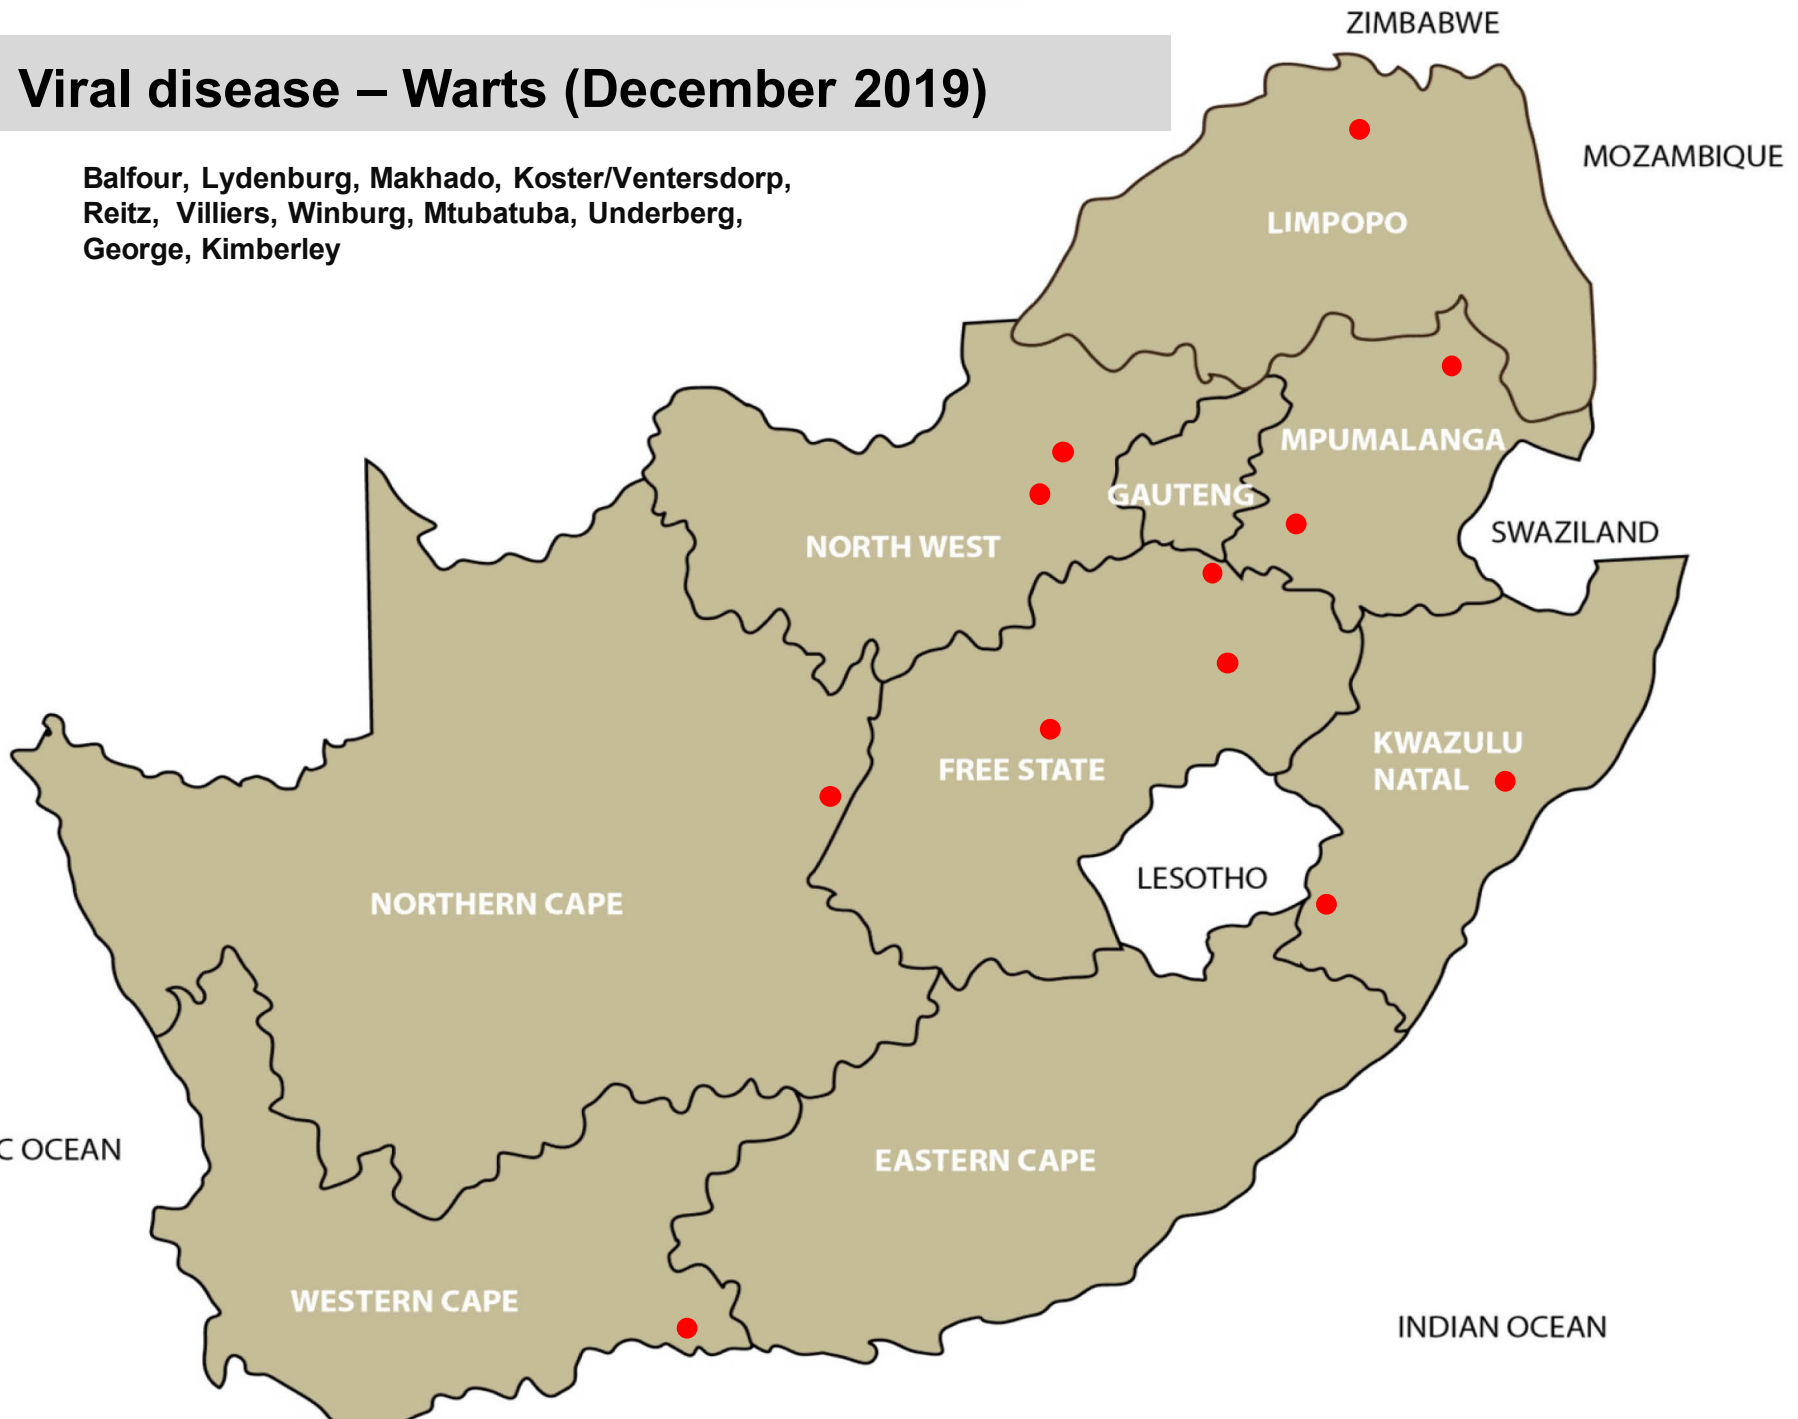 ZIMBABWE
Viral disease – Warts (December 2019)
MOZAMBIQUE
Balfour, Lydenburg, Makhado, Koster/Ventersdorp,
Reitz, Villiers, Winburg, Mtubatuba, Underberg,
George, Kimberley
LIMPOPO
MPUMALANGA
GAUTENG
SWAZILAND
NORTH WEST
KWAZULU
NATAL
FREE STATE
LESOTHO
NORTHERN CAPE
C OCEAN
EASTERN CAPE
WESTERN CAPE
INDIAN OCEAN